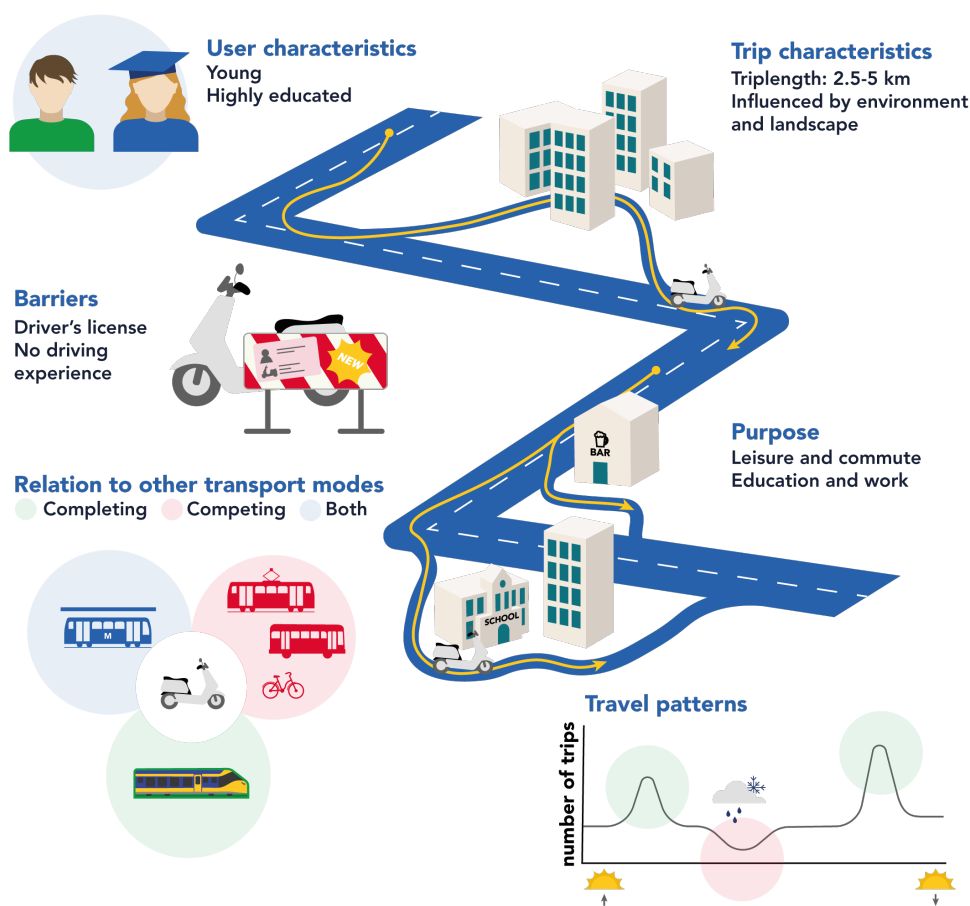 User characteristics
Young
Highly educated
Trip characteristics
Triplength: 2.5-5 km
Influenced by environment
and landscape
Barriers
Driver’s license
No driving
experience
NEW
BAR
Purpose
Leisure and commute
Education and work
Relation to other transport modes
Completing
Competing
Both
M
SCHOOL
Travel patterns
number of trips